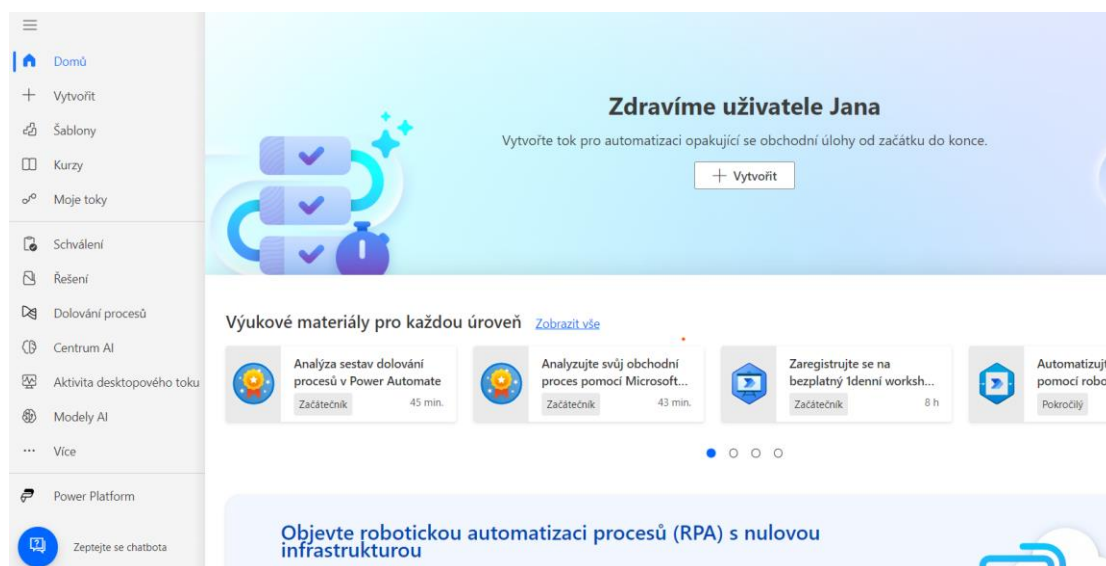 Domů
Vytvořit
Šablony
Kurzy
Moje toky
Schválení
Řešení
Dolování procesů
Centrum AI
Aktivita desktopového toku
Modely AI
Více
Power Platform
Zeptejte se chatbota
Zdravíme uživatele Jana
Vytvořte tok pro automatizaci opakující se obchodní úlohy od začátku do konce.
Vytvořit
Výukové materiály pro každou úroveň Zobrazit vše
Analýza sestav dolování
procesů v Power Automate
Začátečník 45 min.
Analyzujte svůj obchodní
proces pomocí Microsoft...
Začátečník 43 min.
Zaregistrujte se na
bezplatný 1denní worksh...
Začátečník 8 h
Automatizujt
pomocí robo
Pokročilý
Objevte robotickou automatizaci procesů (RPA) s nulovou
infrastrukturou